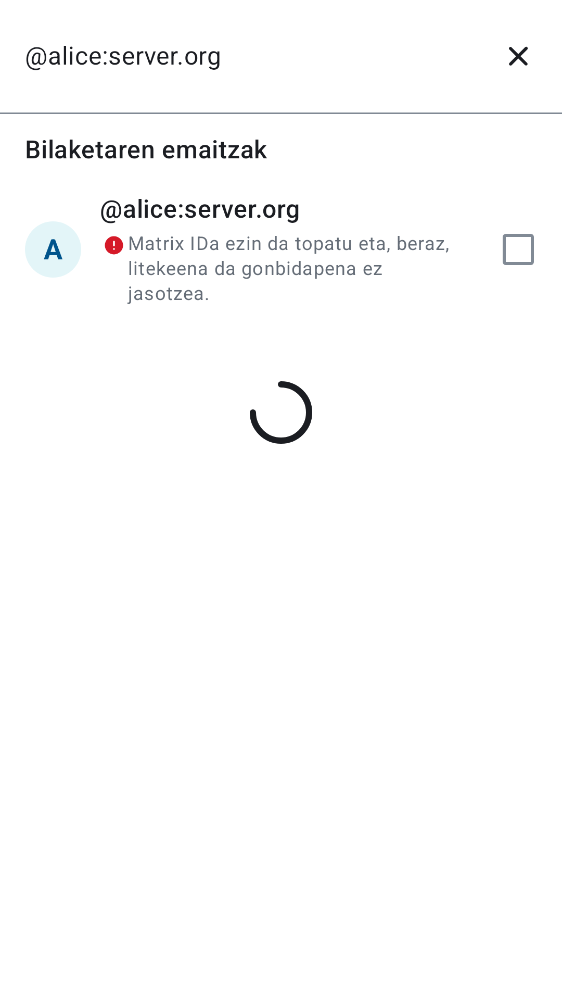 @alice:server.org
Bilaketaren emaitzak
@alice:server.org
A
Matrix IDa ezin da topatu eta, beraz,
litekeena da gonbidapena ez
jasotzea.